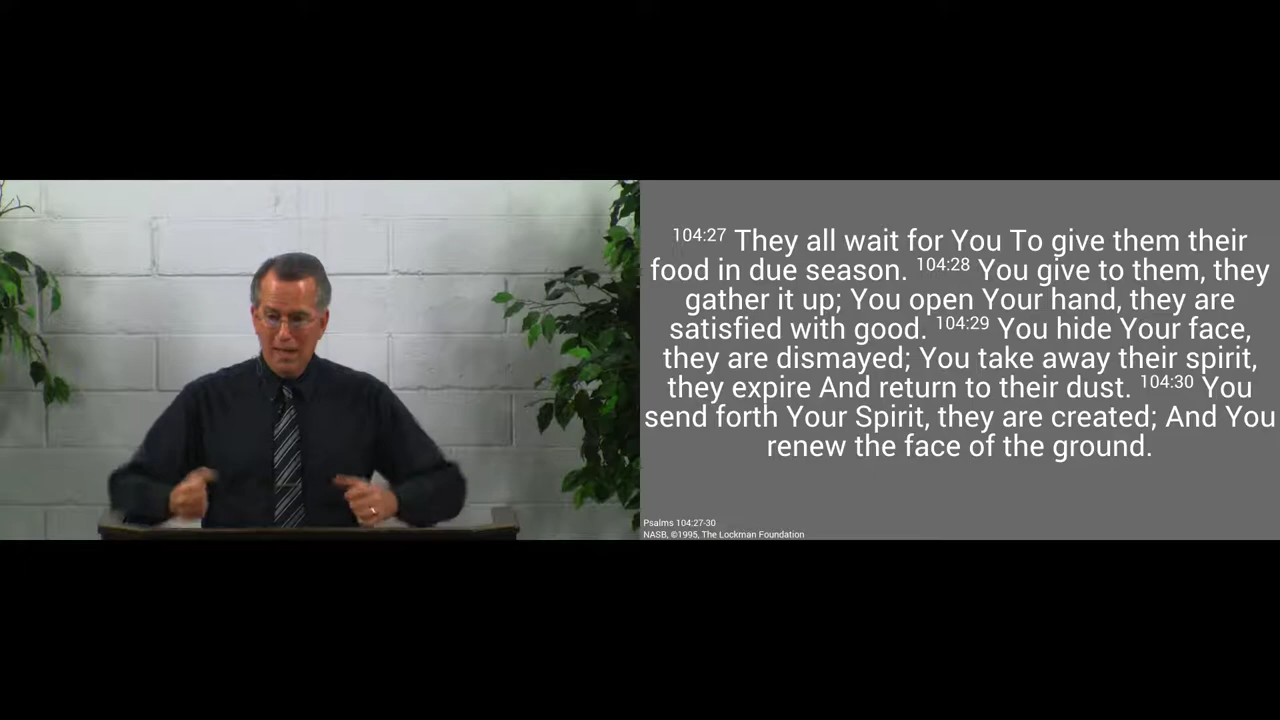 104:27 They all wait for You To give them their
food in due season. 104:28 You give to them, they
gather it up; You open Your hand, they are
satisfied with good. 104:29 You hide Your face,
they are dismayed; You take away their spirit,
they expire And return to their dust. 104:30 You
send forth Your Spirit, they are created; And You
renew the face of the ground.
Psalms 104:27-30
NASB, ©1995, The Lockman Foundation